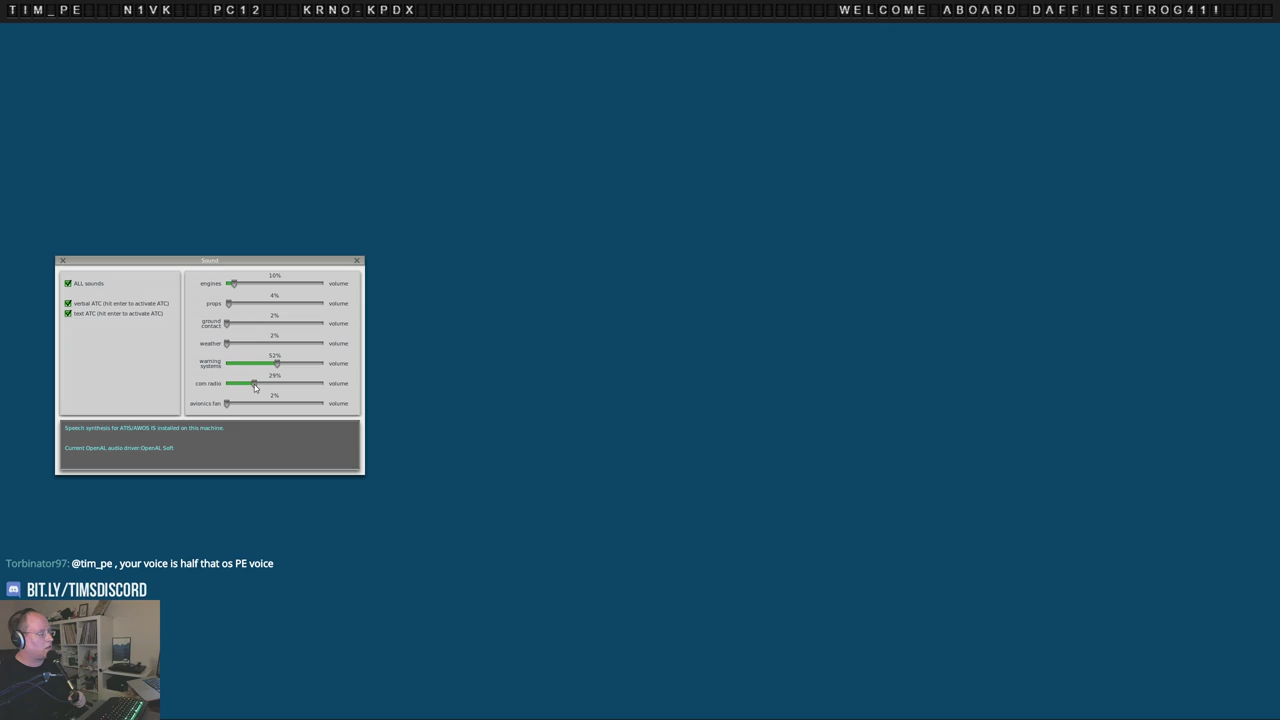 TIM_PE N1VK PC12 KRNO-KPDX WELCOME ABOARD DAFFIESTFROG41!
Sound
ALL sounds
verbal ATC (hit enter to activate ATC)
text ATC (hit enter to activate ATC)
10%
engines volume
4%
props volume
2%
ground
contact volume
2%
weather volume
52%
warning
systems volume
29%
com radio volume
2%
avionics fan volume
Speech synthesis for ATIS/AWOS IS installed on this machine.
Current OpenAL audio driver:OpenAL Soft
Torbinator97: @tim_pe , your voice is half that os PE voice
BIT.LY/TIMSDISCORD